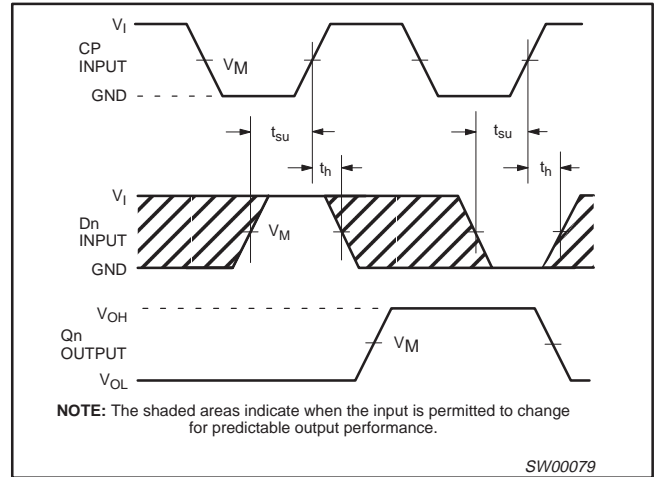 VI
CP
INPUT
VM
GND
tsu
tsu
th
th
VI
Dn
INPUT
VM
GND
VOH
Qn
OUTPUT
VM
VOL
NOTE: The shaded areas indicate when the input is permitted to change
for predictable output performance.
SW00079